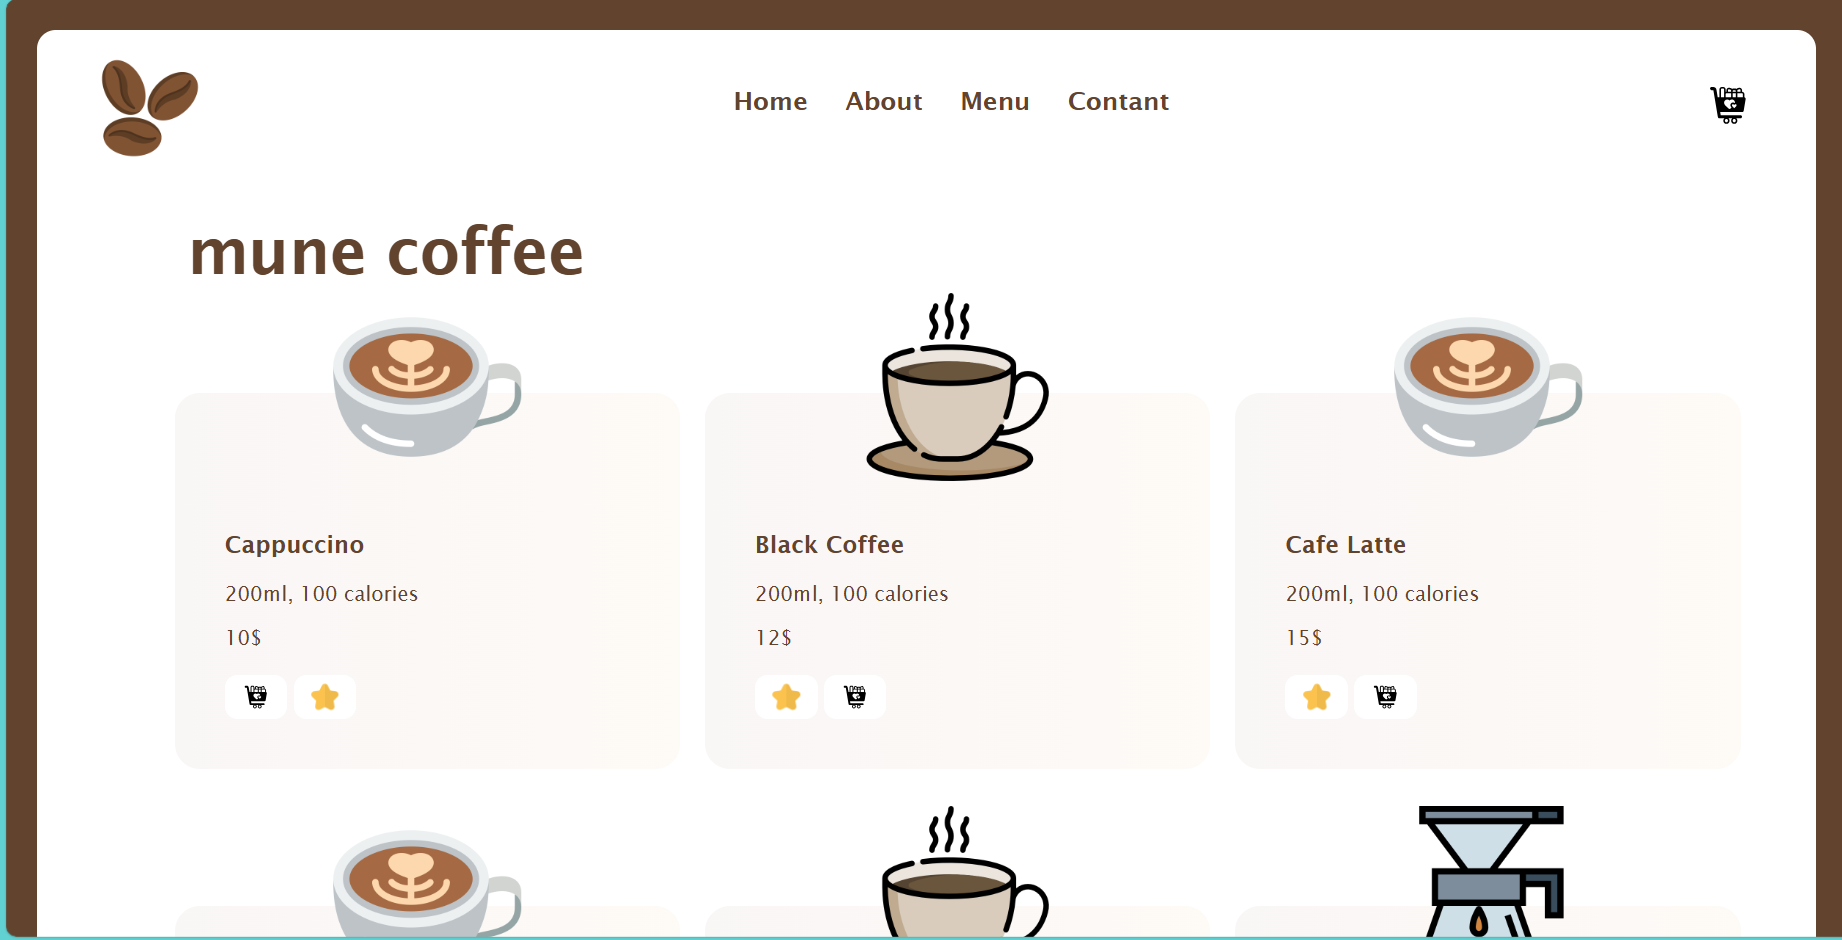 Home About Menu Contant
mune coffee
Cappuccino
200ml, 100 calories
10$
Black Coffee
200ml, 100 calories
12$
Cafe Latte
200ml, 100 calories
15$